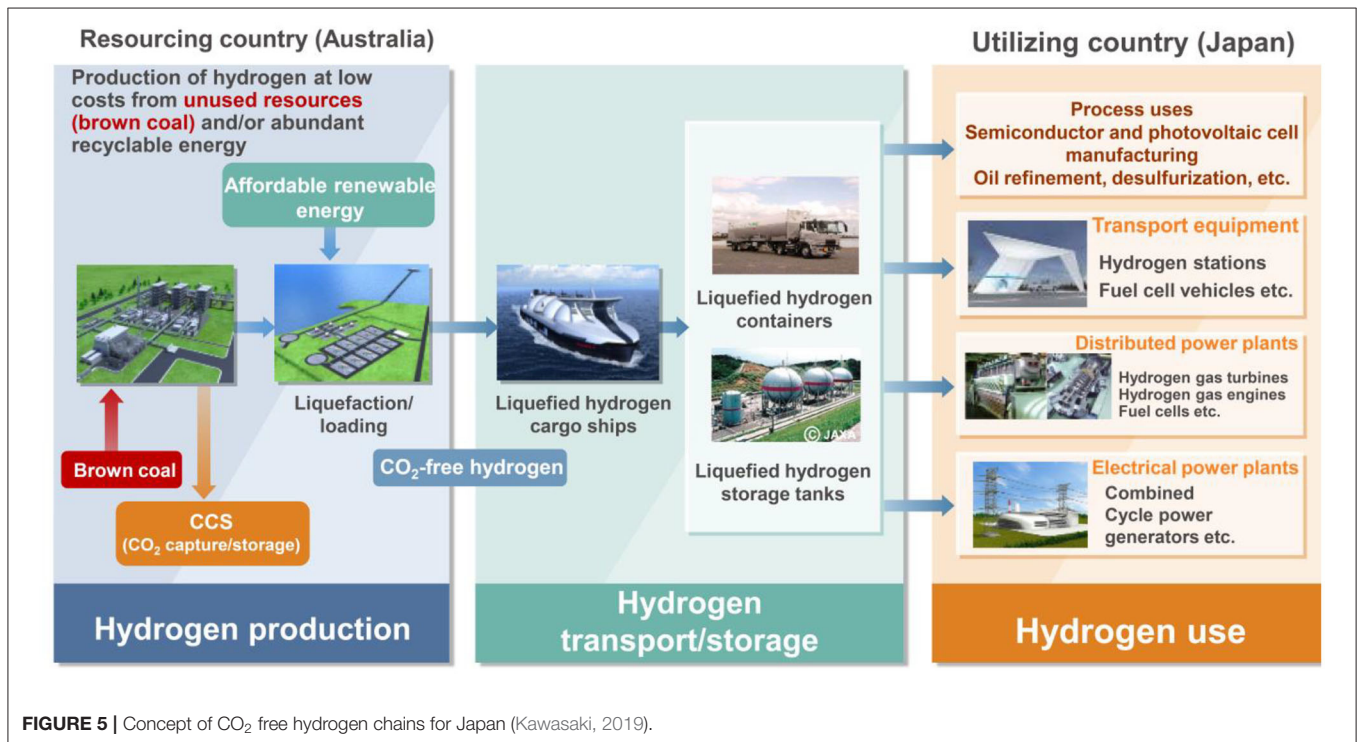 Resourcing country (Australia)
Production of hydrogen at low
costs from unused resources
(brown coal) and/or abundant
recyclable energy
Affordable renewable
energy
Liquefaction/
loading
Brown coal
CCS
(CO₂ capture/storage)
CO₂-free hydrogen
Hydrogen production
Liquefied hydrogen
cargo ships
Liquefied hydrogen
containers
© JAXA
Liquefied hydrogen
storage tanks
Hydrogen
transport/storage
Utilizing country (Japan)
Process uses
Semiconductor and photovoltaic cell
manufacturing
Oil refinement, desulfurization, etc.
Transport equipment
Hydrogen stations
Fuel cell vehicles etc.
Distributed power plants
Hydrogen gas turbines
Hydrogen gas engines
Fuel cells etc.
Electrical power plants
Combined
Cycle power
generators etc.
Hydrogen use
FIGURE 5 | Concept of CO₂ free hydrogen chains for Japan (Kawasaki, 2019).